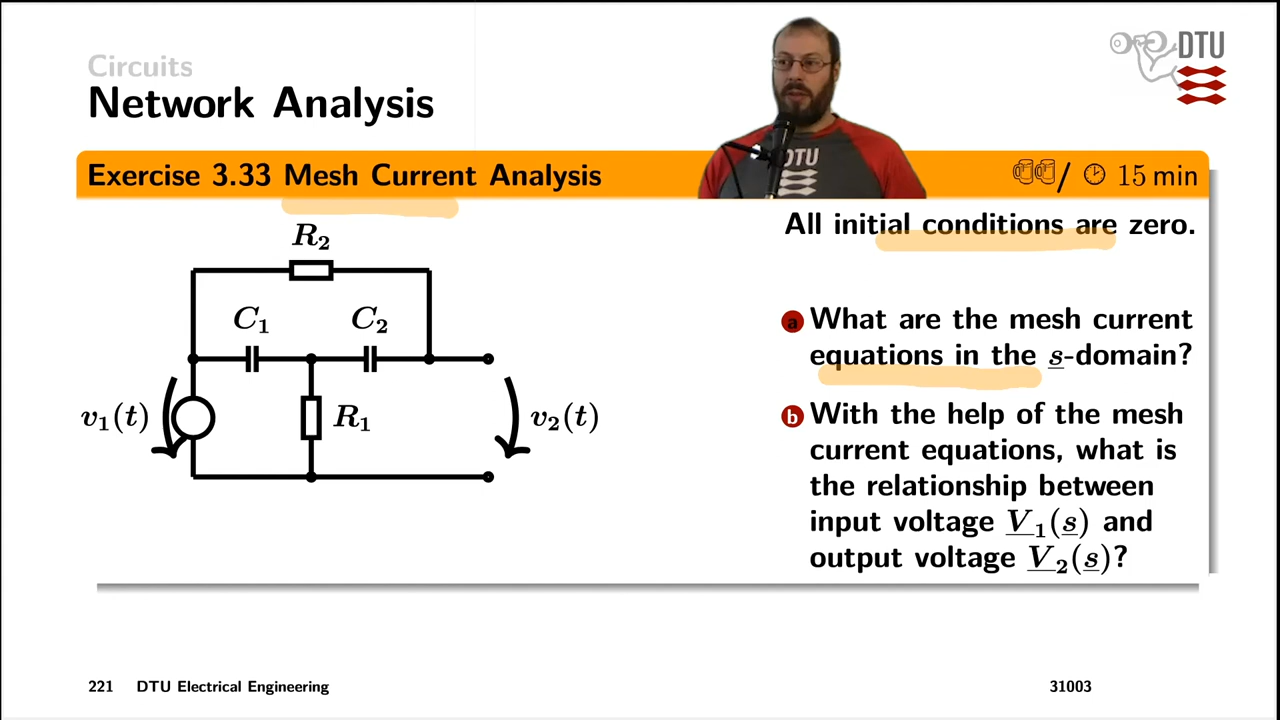 Circuits
Network Analysis
DTU
Exercise 3.33 Mesh Current Analysis
/ 15 min
DTU
All initial conditions are zero.
R₂
C₁ C₂
v₁(t)
R₁
v₂(t)
a What are the mesh current
equations in the s-domain?
b With the help of the mesh
current equations, what is
the relationship between
input voltage V₁(s) and
output voltage V₂(s)?
221 DTU Electrical Engineering 31003